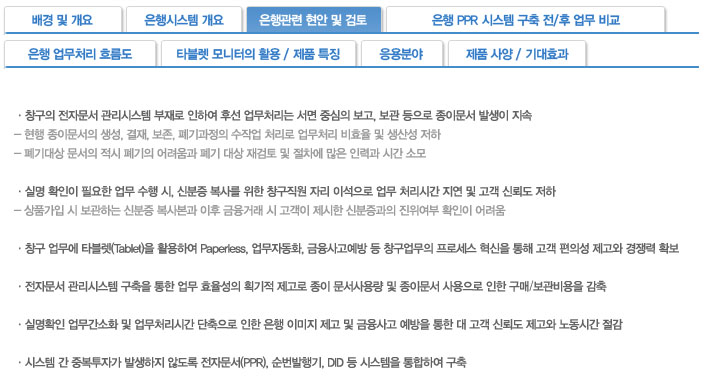 배경 및 개요
은행시스템 개요
은행관련 현안 및 검토
은행 PPR 시스템 구축 전/후 업무 비교
은행 업무처리 흐름도
타블렛 모니터의 활용 / 제품 특징
응용분야
제품 사양 / 기대효과
· 창구의 전자문서 관리시스템 부재로 인하여 후선 업무처리는 서면 중심의 보고, 보관 등으로 종이문서 발생이 지속
- 현행 종이문서의 생성, 결재, 보존, 폐기과정의 수작업 처리로 업무처리 비효율 및 생산성 저하
- 폐기대상 문서의 적시 폐기의 어려움과 폐기 대상 재검토 및 절차에 많은 인력과 시간 소모
· 실명 확인이 필요한 업무 수행 시, 신분증 복사를 위한 창구직원 자리 이석으로 업무 처리시간 지연 및 고객 신뢰도 저하
- 상품가입 시 보관하는 신분증 복사본과 이후 금융거래 시 고객이 제시한 신분증과의 진위여부 확인이 어려움
· 창구 업무에 타블렛(Tablet)을 활용하여 Paperless, 업무자동화, 금융사고예방 등 창구업무의 프로세스 혁신을 통해 고객 편의성 제고와 경쟁력 확보
· 전자문서 관리시스템 구축을 통한 업무 효율성의 획기적 제고로 종이 문서사용량 및 종이문서 사용으로 인한 구매/보관비용을 감축
· 실명확인 업무간소화 및 업무처리시간 단축으로 인한 은행 이미지 제고 및 금융사고 예방을 통한 대 고객 신뢰도 제고와 노동시간 절감
· 시스템 간 중복투자가 발생하지 않도록 전자문서(PPR), 순번발행기, DID 등 시스템을 통합하여 구축